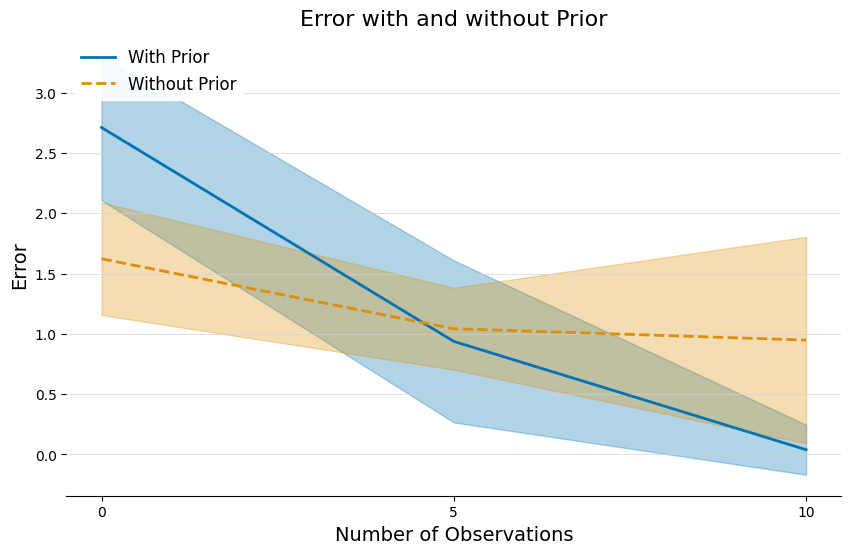 Error with and without Prior
With Prior
Without Prior
3.0
2.5
2.0
1.5
1.0
0.5
0.0
Error
0
5
10
Number of Observations